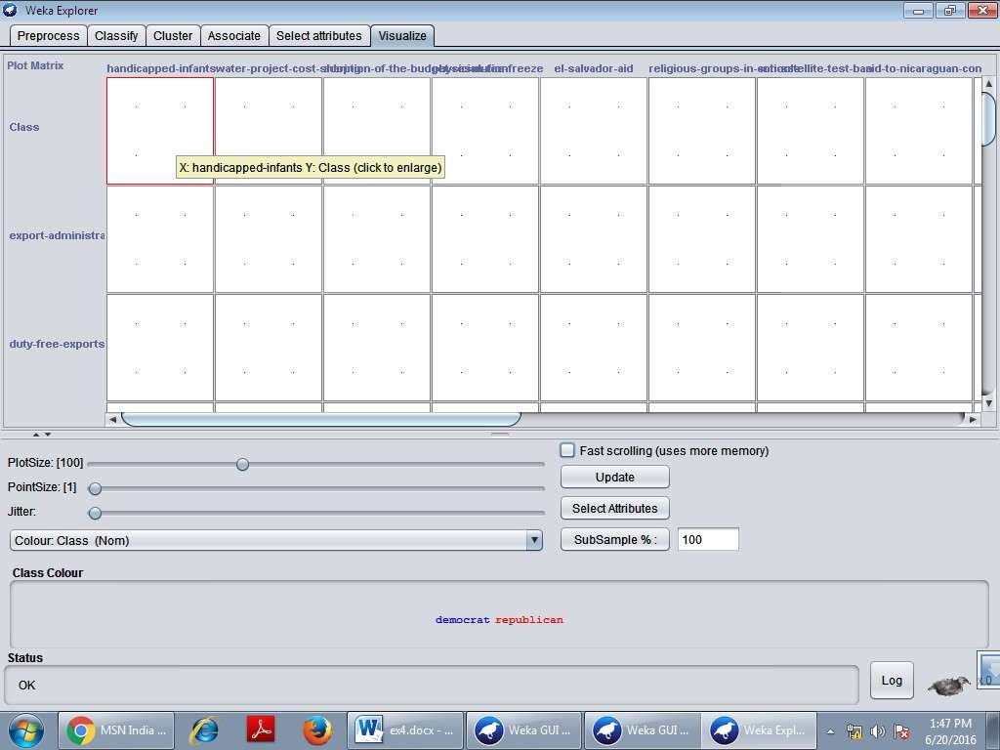 Weka Explorer
Preprocess Classify Cluster Associate Select attributes Visualize
Plot Matrix
handicapped-infants water-project-cost-sharing adoption-of-the-budget-resolution physician-fee-freeze el-salvador-aid religious-groups-in-schools anti-satellite-test-ban aid-to-nicaraguan-con
Class
X: handicapped-infants Y: Class (click to enlarge)
export-administra
duty-free-exports
PlotSize: [100]
Fast scrolling (uses more memory)
PointSize: [1]
Update
Jitter:
Select Attributes
Colour: Class (Nom)
SubSample % : 100
Class Colour
democrat republican
Status
OK
Log
x 0
MSN India ... ex4.docx - ... Weka GUI ... Weka GUI ... Weka Expl...
1:47 PM
6/20/2016